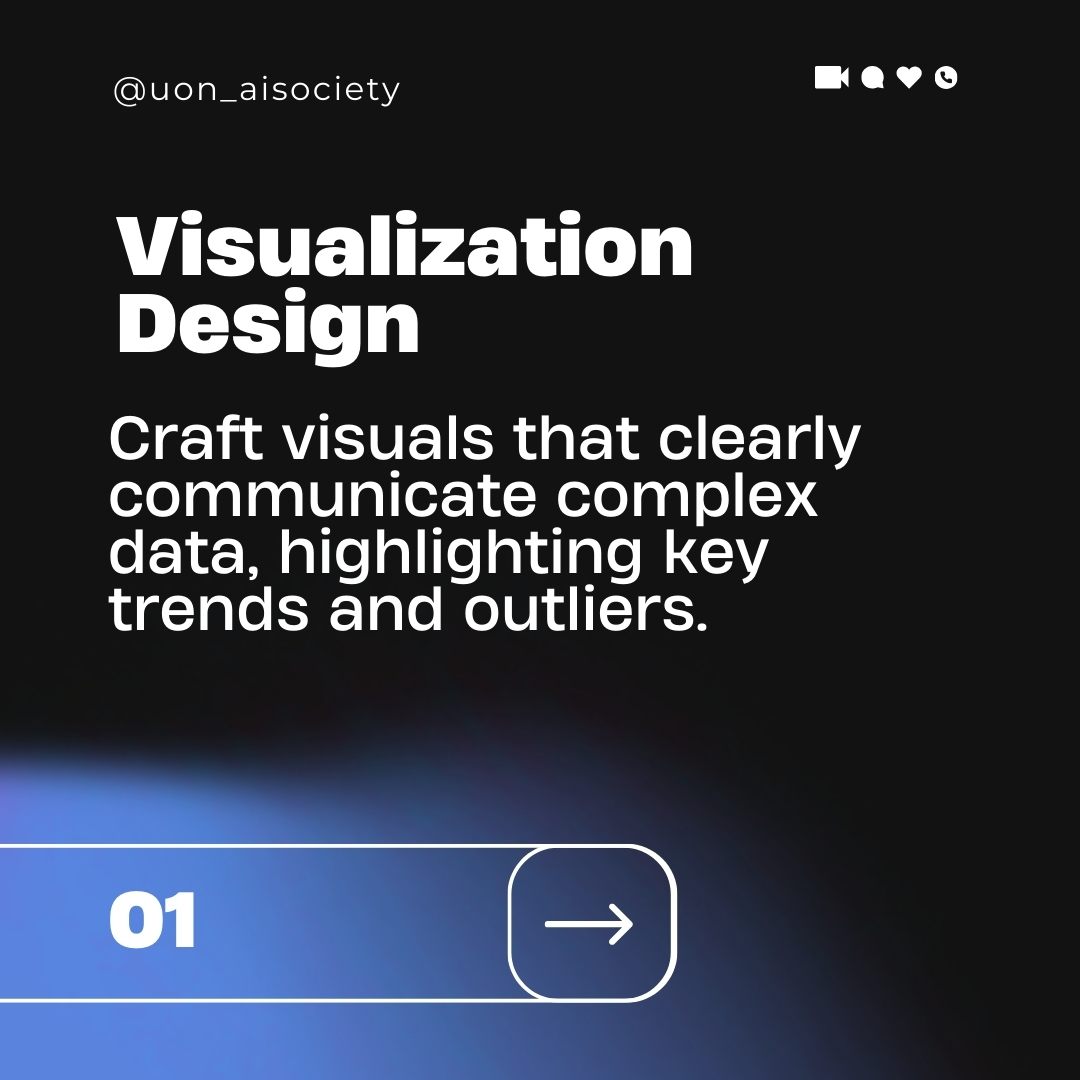 @uon_aisociety
Visualization
Design
Craft visuals that clearly
communicate complex
data, highlighting key
trends and outliers.
01